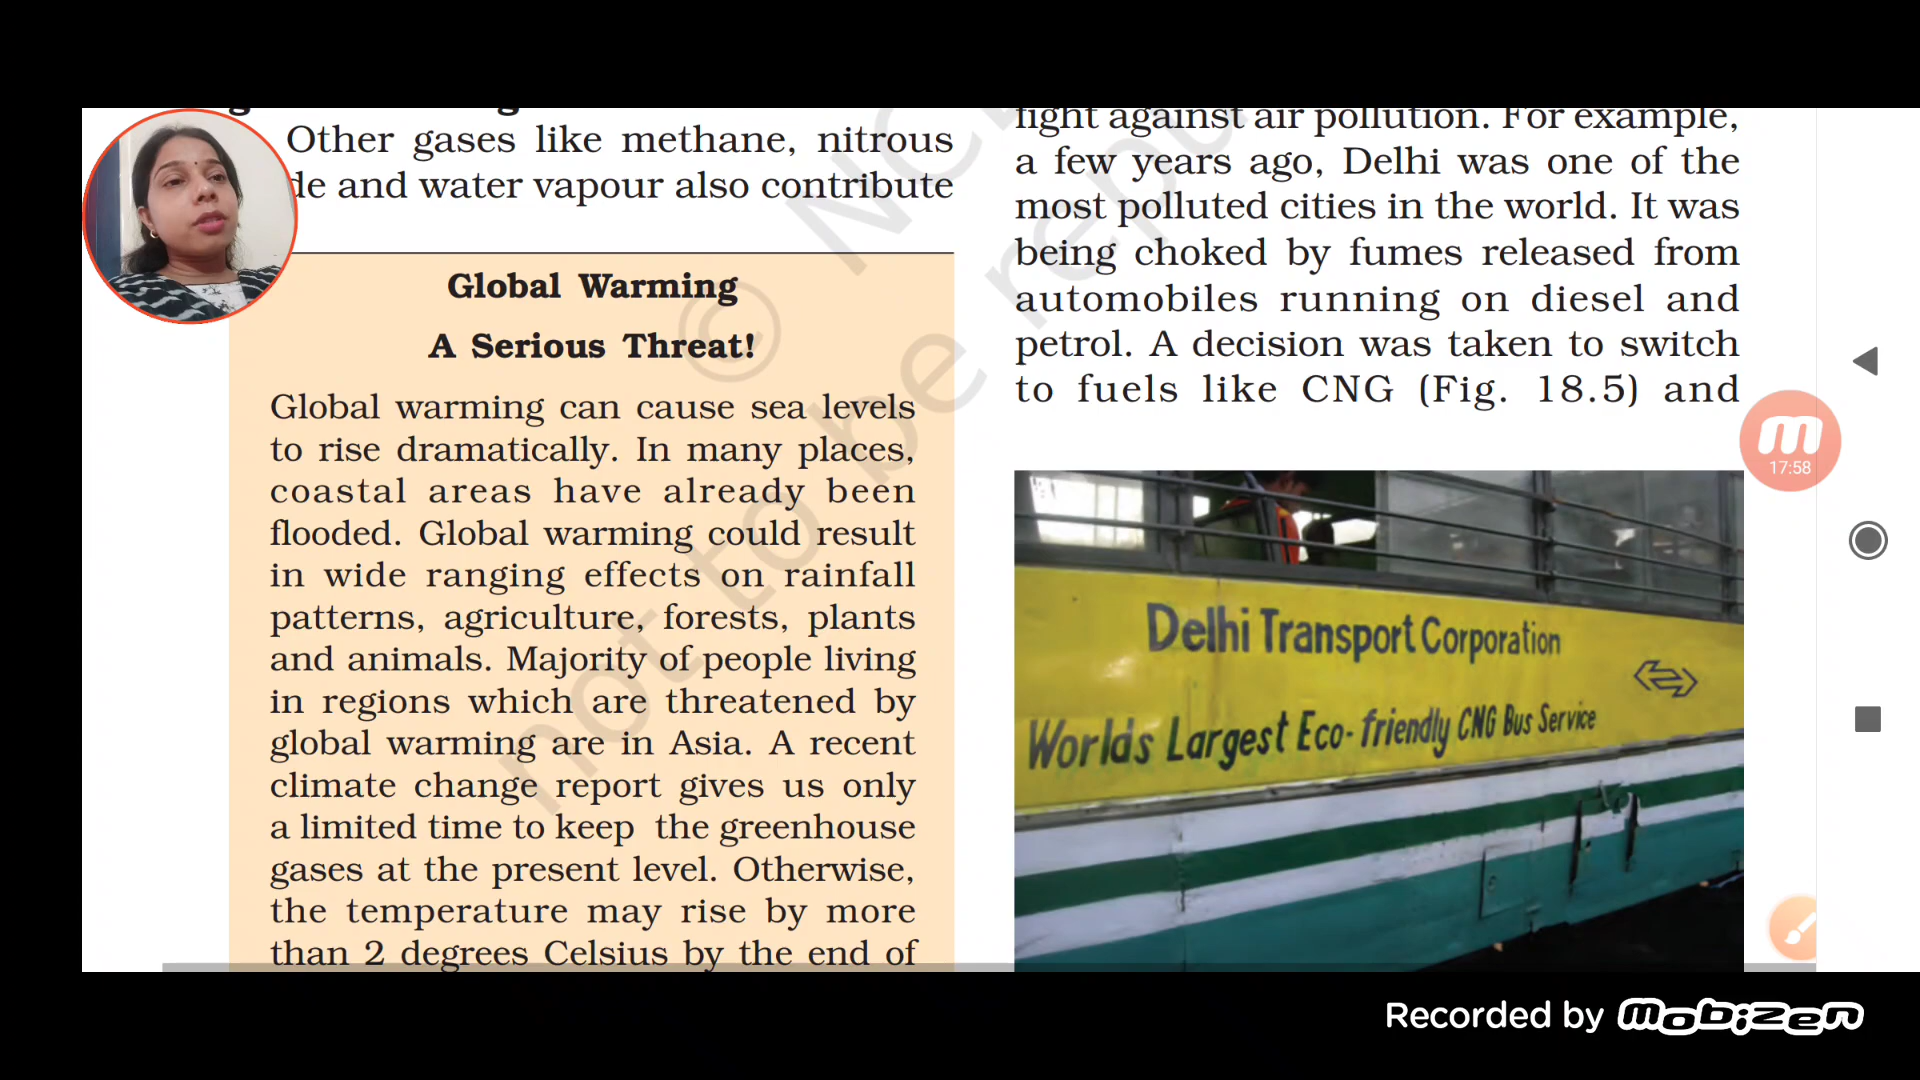 Other gases like methane, nitrous
de and water vapour also contribute
Global Warming
A Serious Threat!
Global warming can cause sea levels
to rise dramatically. In many places,
coastal areas have already been
flooded. Global warming could result
in wide ranging effects on rainfall
patterns, agriculture, forests, plants
and animals. Majority of people living
in regions which are threatened by
global warming are in Asia. A recent
climate change report gives us only
a limited time to keep the greenhouse
gases at the present level. Otherwise,
the temperature may rise by more
than 2 degrees Celsius by the end of
fight against air pollution. For example,
a few years ago, Delhi was one of the
most polluted cities in the world. It was
being choked by fumes released from
automobiles running on diesel and
petrol. A decision was taken to switch
to fuels like CNG (Fig. 18.5) and
Delhi Transport Corporation
Worlds Largest Eco-friendly CNG Bus Service
© NC
not to be repu
17:58
Recorded by mobizen